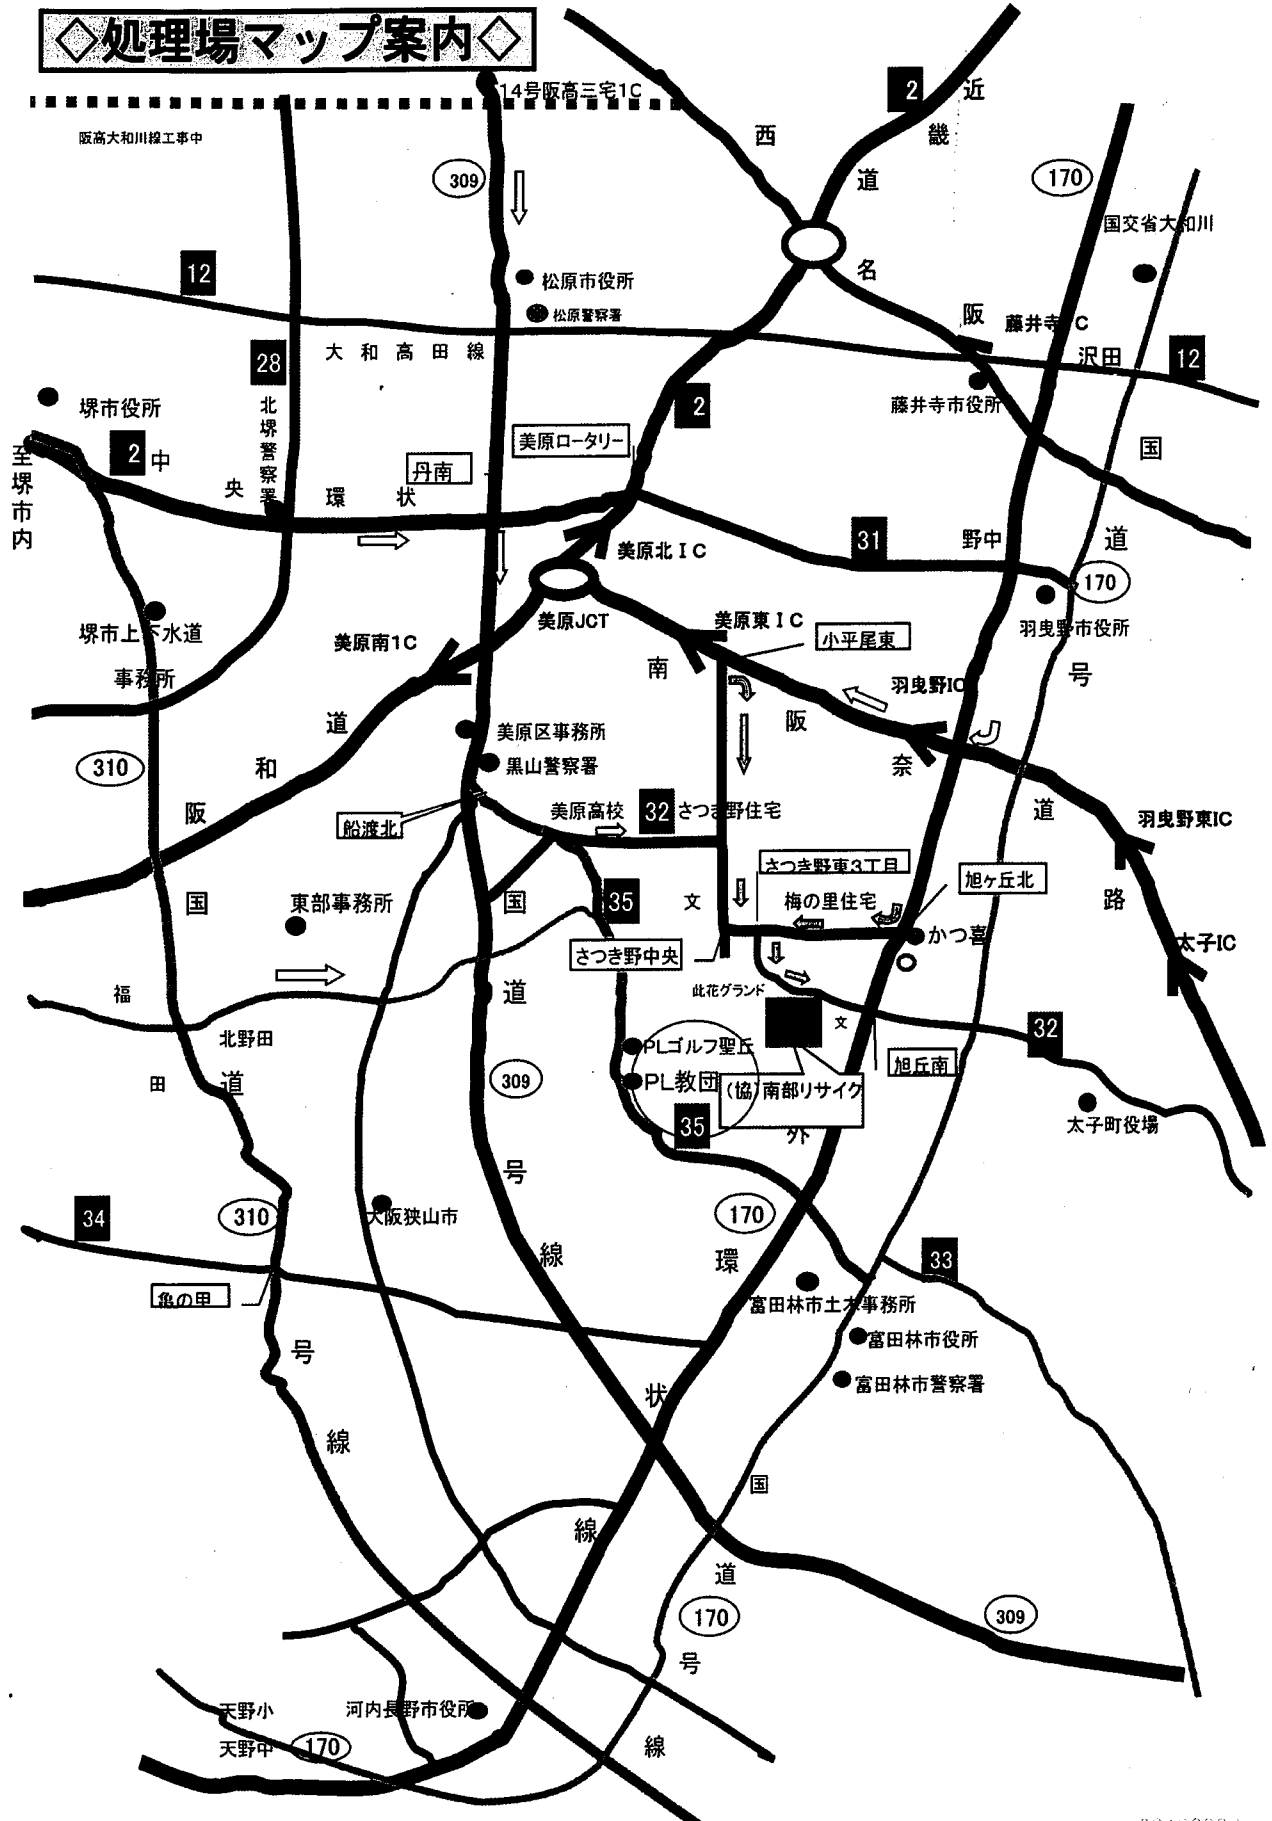 ◇処理場マップ案内◇
14号阪高三宅1C
阪高大和川線工事中
2
近
畿
道
西
名
阪
309
170
国交省大和川
12
松原市役所
松原警察署
藤井寺IC
大和高田線
28
沢田
12
堺市役所
北堺警察署
2
藤井寺市役所
美原ロータリー
至堺市内
2
中
央
環
状
丹南
国
道
号
31
野中
美原北IC
170
堺市上下水道
事務所
美原JCT
美原南1C
美原東IC
小平尾東
羽曳野市役所
南
阪
奈
道
路
羽曳野IC
道
和
阪
美原区事務所
黒山警察署
310
船渡北
美原高校
32
さつき野住宅
羽曳野東IC
さつき野東3丁目
旭ヶ丘北
国
東部事務所
国
35
文
梅の里住宅
かつ喜
太子IC
さつき野中央
福
道
此花グランド
文
32
北野田
PLゴルフ聖丘
旭丘南
田
道
309
PL教団
(協)南部リサイク
太子町役場
35
外
号
34
310
大阪狭山市
170
線
環
33
亀の甲
富田林市土木事務所
号
富田林市役所
富田林市警察署
状
線
国
線
道
170
309
号
天野小
河内長野市役所
天野中
170
線